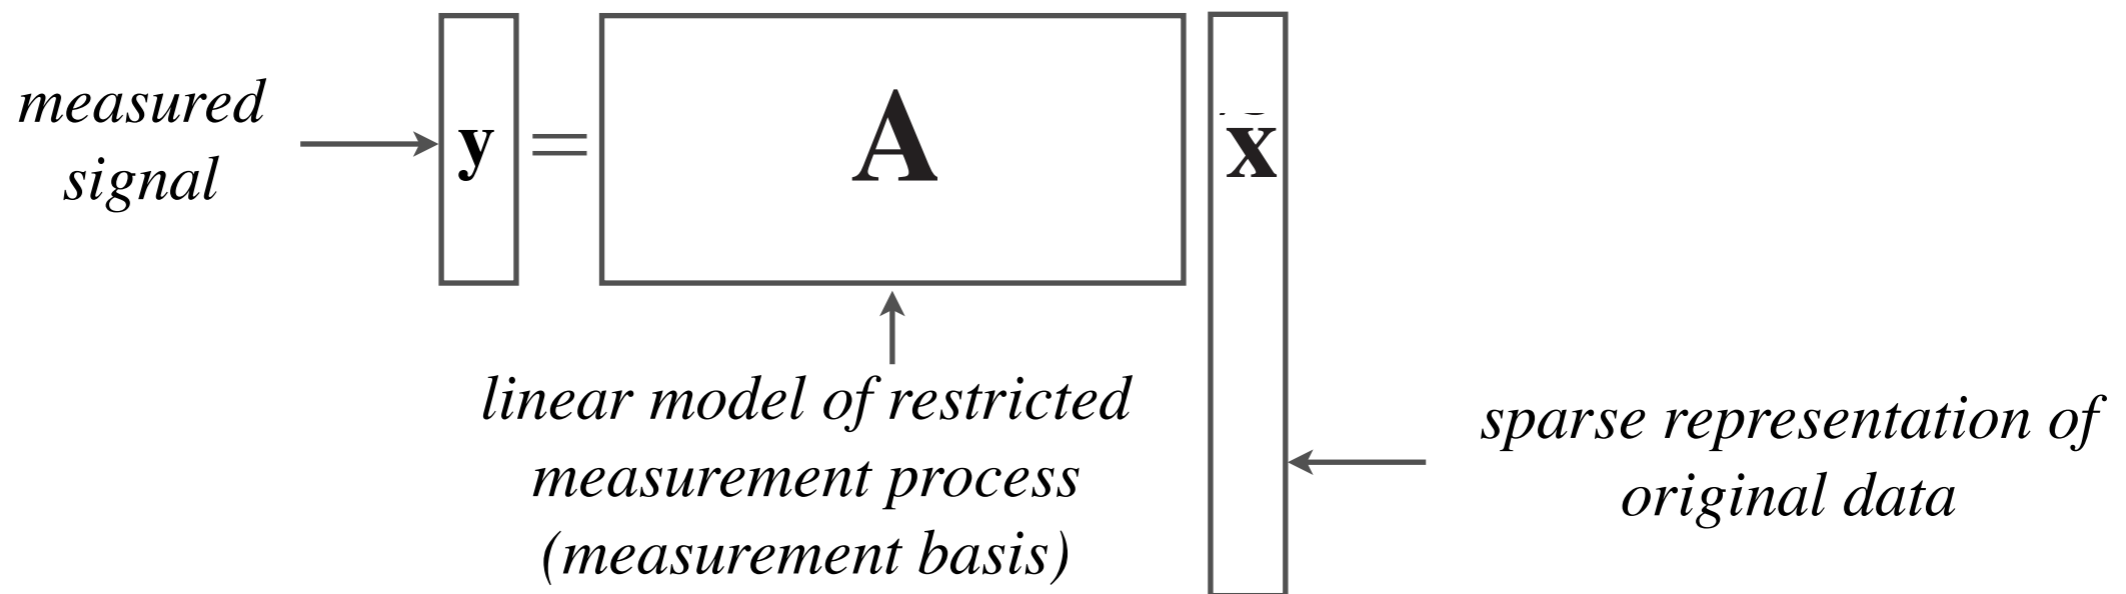 measured
signal
y = A x
linear model of restricted
measurement process
(measurement basis)
sparse representation of
original data